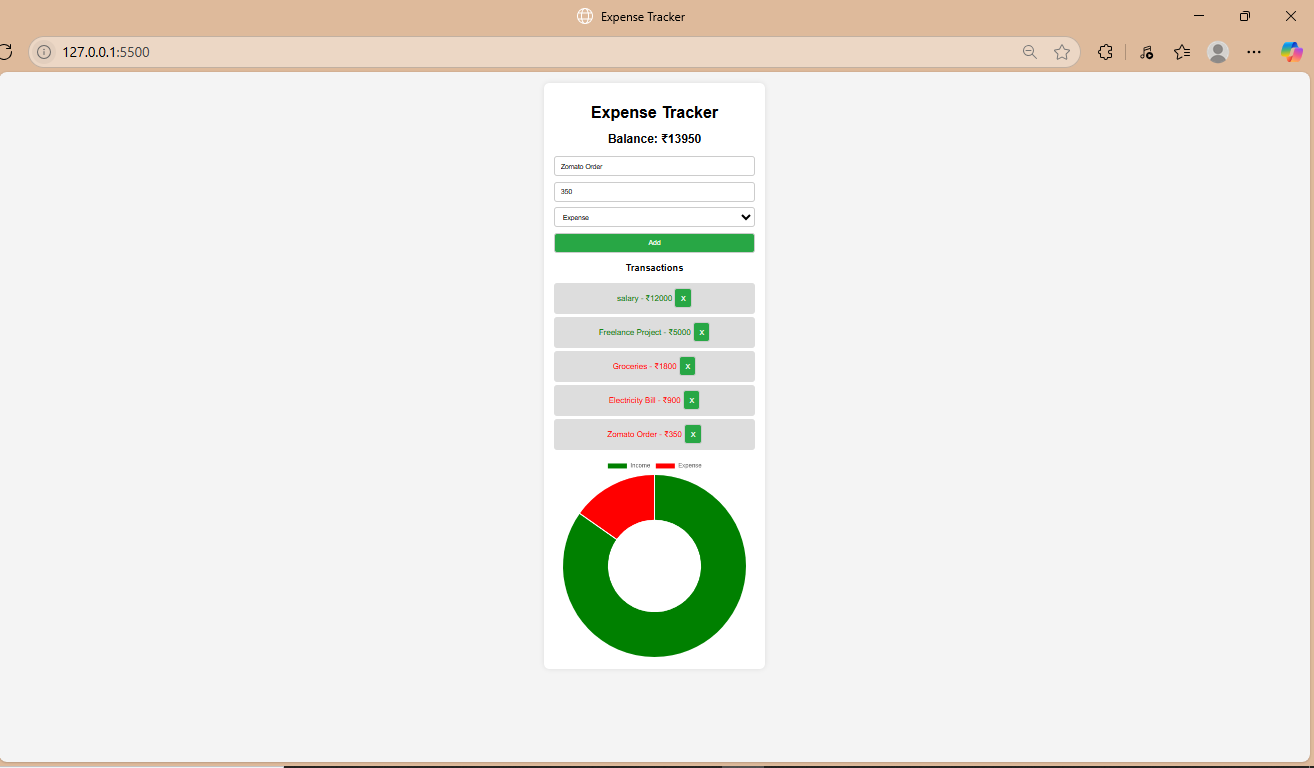 Expense Tracker
127.0.0.1:5500
Expense Tracker
Balance: ₹13950
Zomato Order
350
Expense
Add
Transactions
salary - ₹12000 X
Freelance Project - ₹5000 X
Groceries - ₹1800 X
Electricity Bill - ₹900 X
Zomato Order - ₹350 X
Income Expense